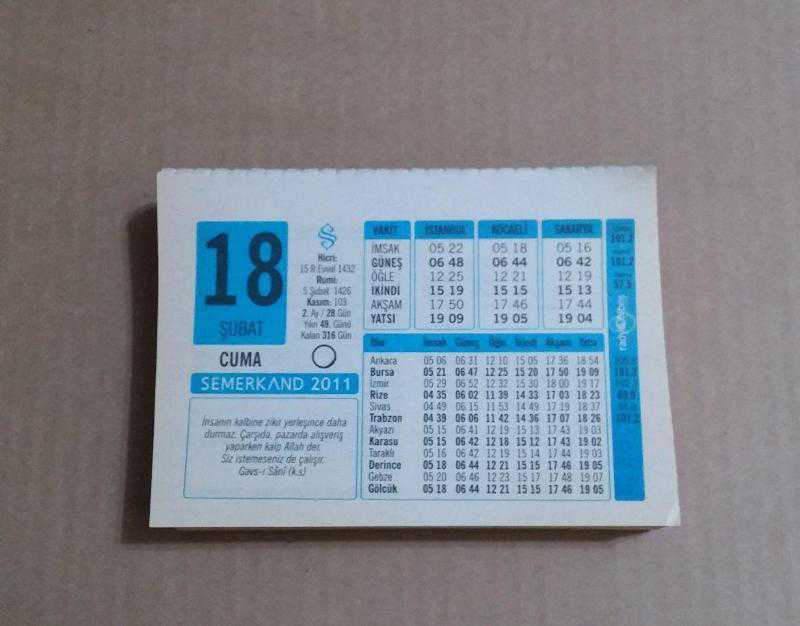 18
ŞUBAT
CUMA
Hicri:
15 R.Evvel 1432
Rumi:
5 Şubat 1426
Kasım: 103
2. Ay / 28 Gün
Yılın 49. Günü
Kalan 316 Gün
SEMERKAND 2011
İnsanın kalbine zikir yerleşince daha
durmaz. Çarşıda, pazarda alışveriş
yaparken kalp Allah der.
Siz istemeseniz de çalışır.
Gavs-ı Sânî (k.s)
VAKİT İSTANBUL KOCAELİ SAKARYA
İMSAK 05 22 05 18 05 16
GÜNEŞ 06 48 06 44 06 42
ÖĞLE 12 25 12 21 12 19
İKİNDİ 15 19 15 15 15 13
AKŞAM 17 50 17 46 17 44
YATSI 19 09 19 05 19 04
İller İmsak Güneş Öğle İkindi Akşam Yatsı
Ankara 05 06 06 31 12 10 15 05 17 36 18 54
Bursa 05 21 06 47 12 25 15 20 17 50 19 09
İzmir 05 29 06 52 12 32 15 30 18 00 19 17
Rize 04 35 06 02 11 39 14 33 17 03 18 23
Sivas 04 49 06 15 11 53 14 49 17 19 18 37
Trabzon 04 39 06 06 11 42 14 36 17 07 18 26
Akyazı 05 15 06 41 12 19 15 13 17 43 19 03
Karasu 05 15 06 42 12 18 15 12 17 43 19 02
Taraklı 05 16 06 42 12 19 15 14 17 44 19 03
Derince 05 18 06 44 12 21 15 15 17 46 19 05
Gebze 05 20 06 46 12 23 15 17 17 48 19 07
Gölcük 05 18 06 44 12 21 15 15 17 46 19 05
101.2
97.5